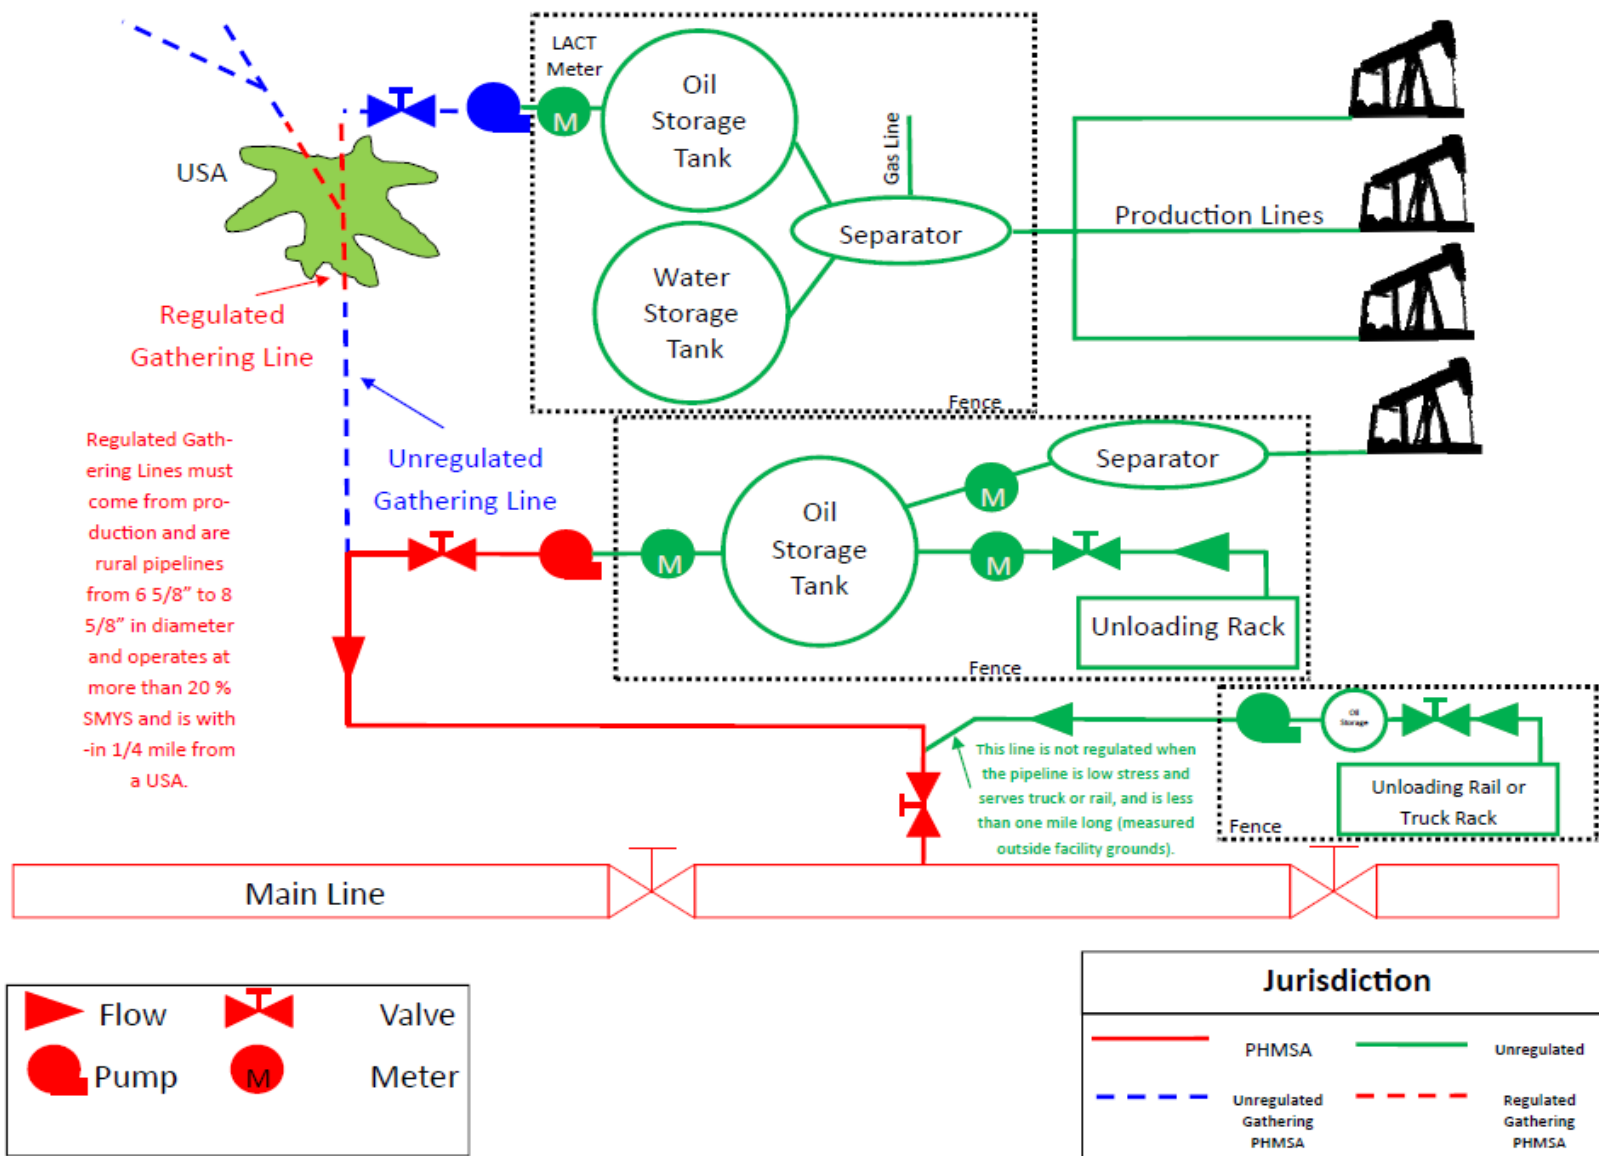 LACT
Meter
Oil
Storage
Tank
M
Gas Line
USA
Separator
Production Lines
Water
Storage
Tank
Regulated
Gathering Line
Fence
Regulated Gath-
ering Lines must
come from pro-
duction and are
rural pipelines
from 6 5/8" to 8
5/8" in diameter
and operates at
more than 20 %
SMYS and is with
-in 1/4 mile from
a USA.
Unregulated
Gathering Line
Separator
M
Oil
Storage
Tank
M
M
Unloading Rack
Fence
This line is not regulated when
the pipeline is low stress and
serves truck or rail, and is less
than one mile long (measured
outside facility grounds).
Oil
Storage
Unloading Rail or
Truck Rack
Fence
Main Line
Flow
Valve
Pump
M
Meter
Jurisdiction
PHMSA
Unregulated
Unregulated
Gathering
PHMSA
Regulated
Gathering
PHMSA